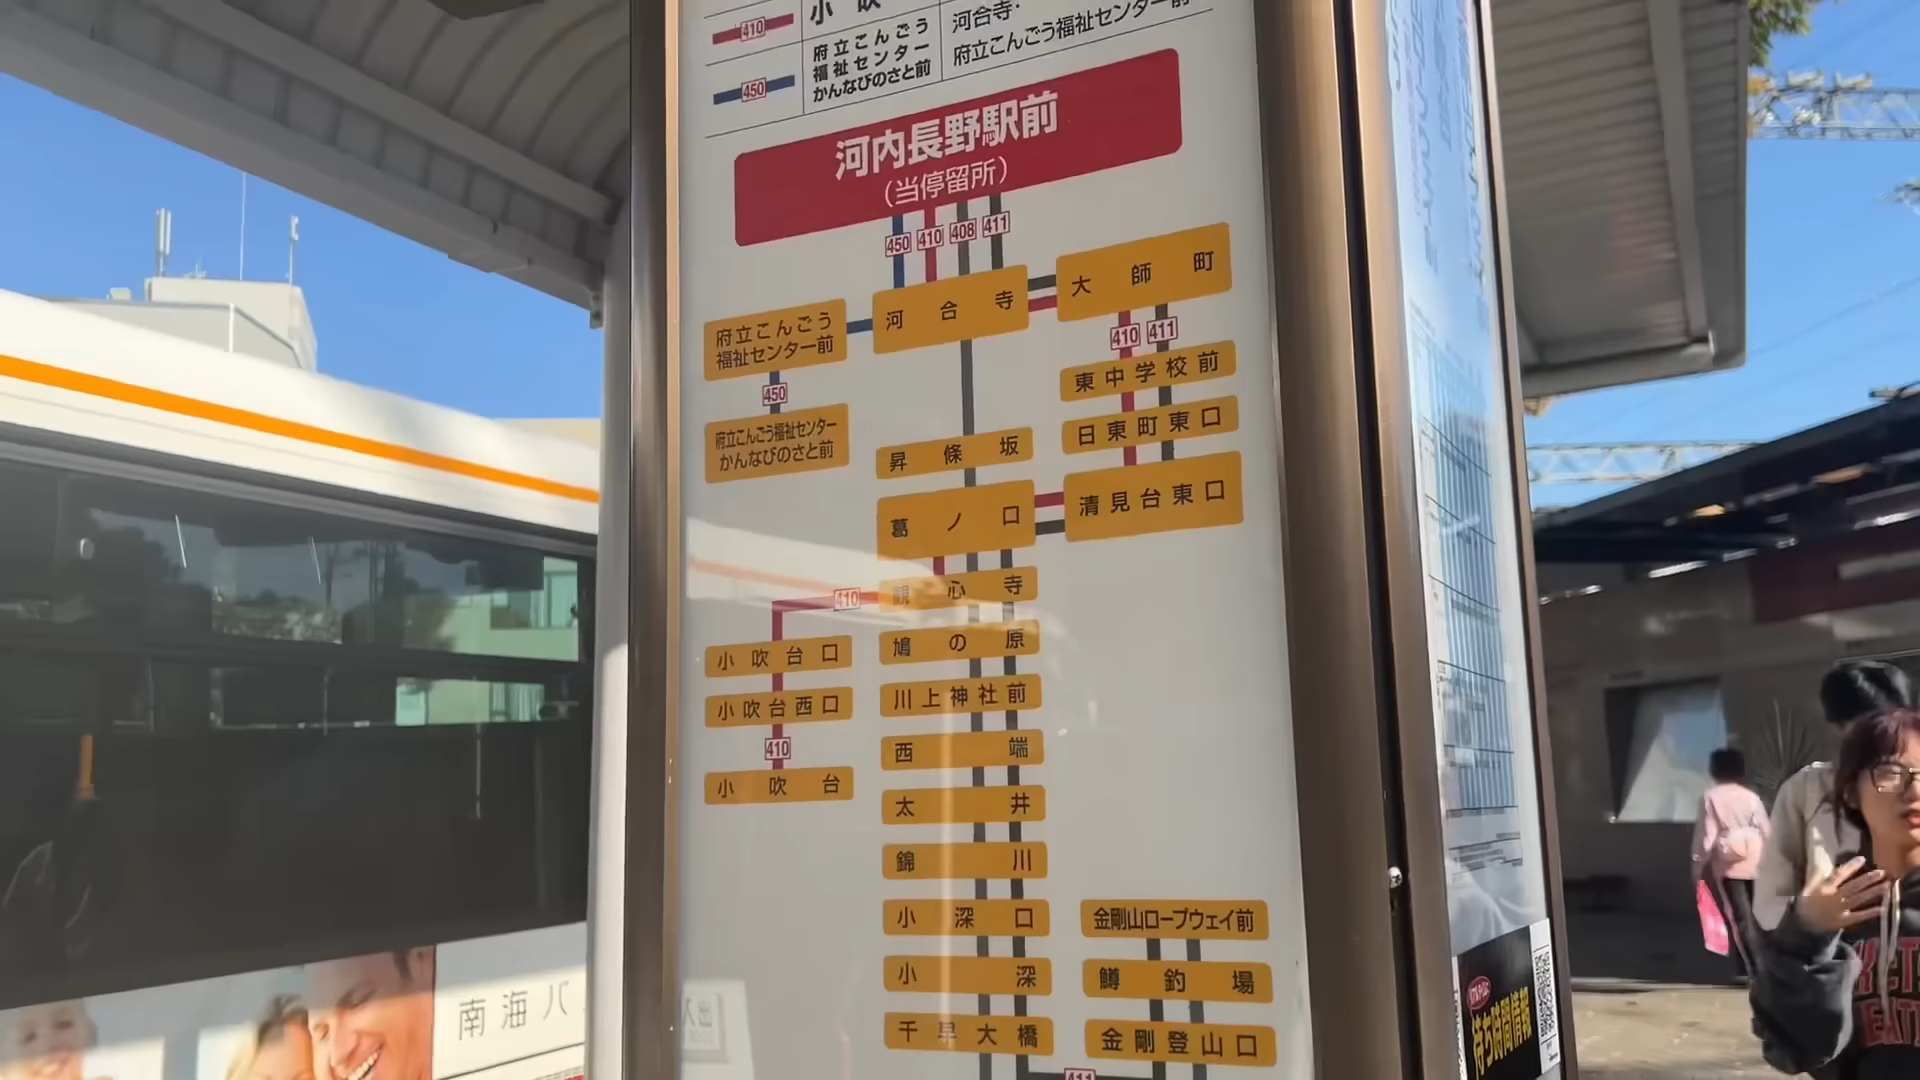 410
小吹
府立こんごう
福祉センター
かんなびのさと前
450
河合寺・
府立こんごう福祉センター前
河内長野駅前
(当停留所)
450 410 408 411
大師町
河合寺
府立こんごう
福祉センター前
410 411
東中学校前
450
日東町東口
府立こんごう福祉センター
かんなびのさと前
昇條坂
清見台東口
葛ノ口
観心寺
410
小吹台口
鳩の原
小吹台西口
川上神社前
410
西端
小吹台
太井
錦川
小深口
金剛山ロープウェイ前
小深
鱒釣場
千早大橋
金剛登山口
411
南海バ
待ち時間情報